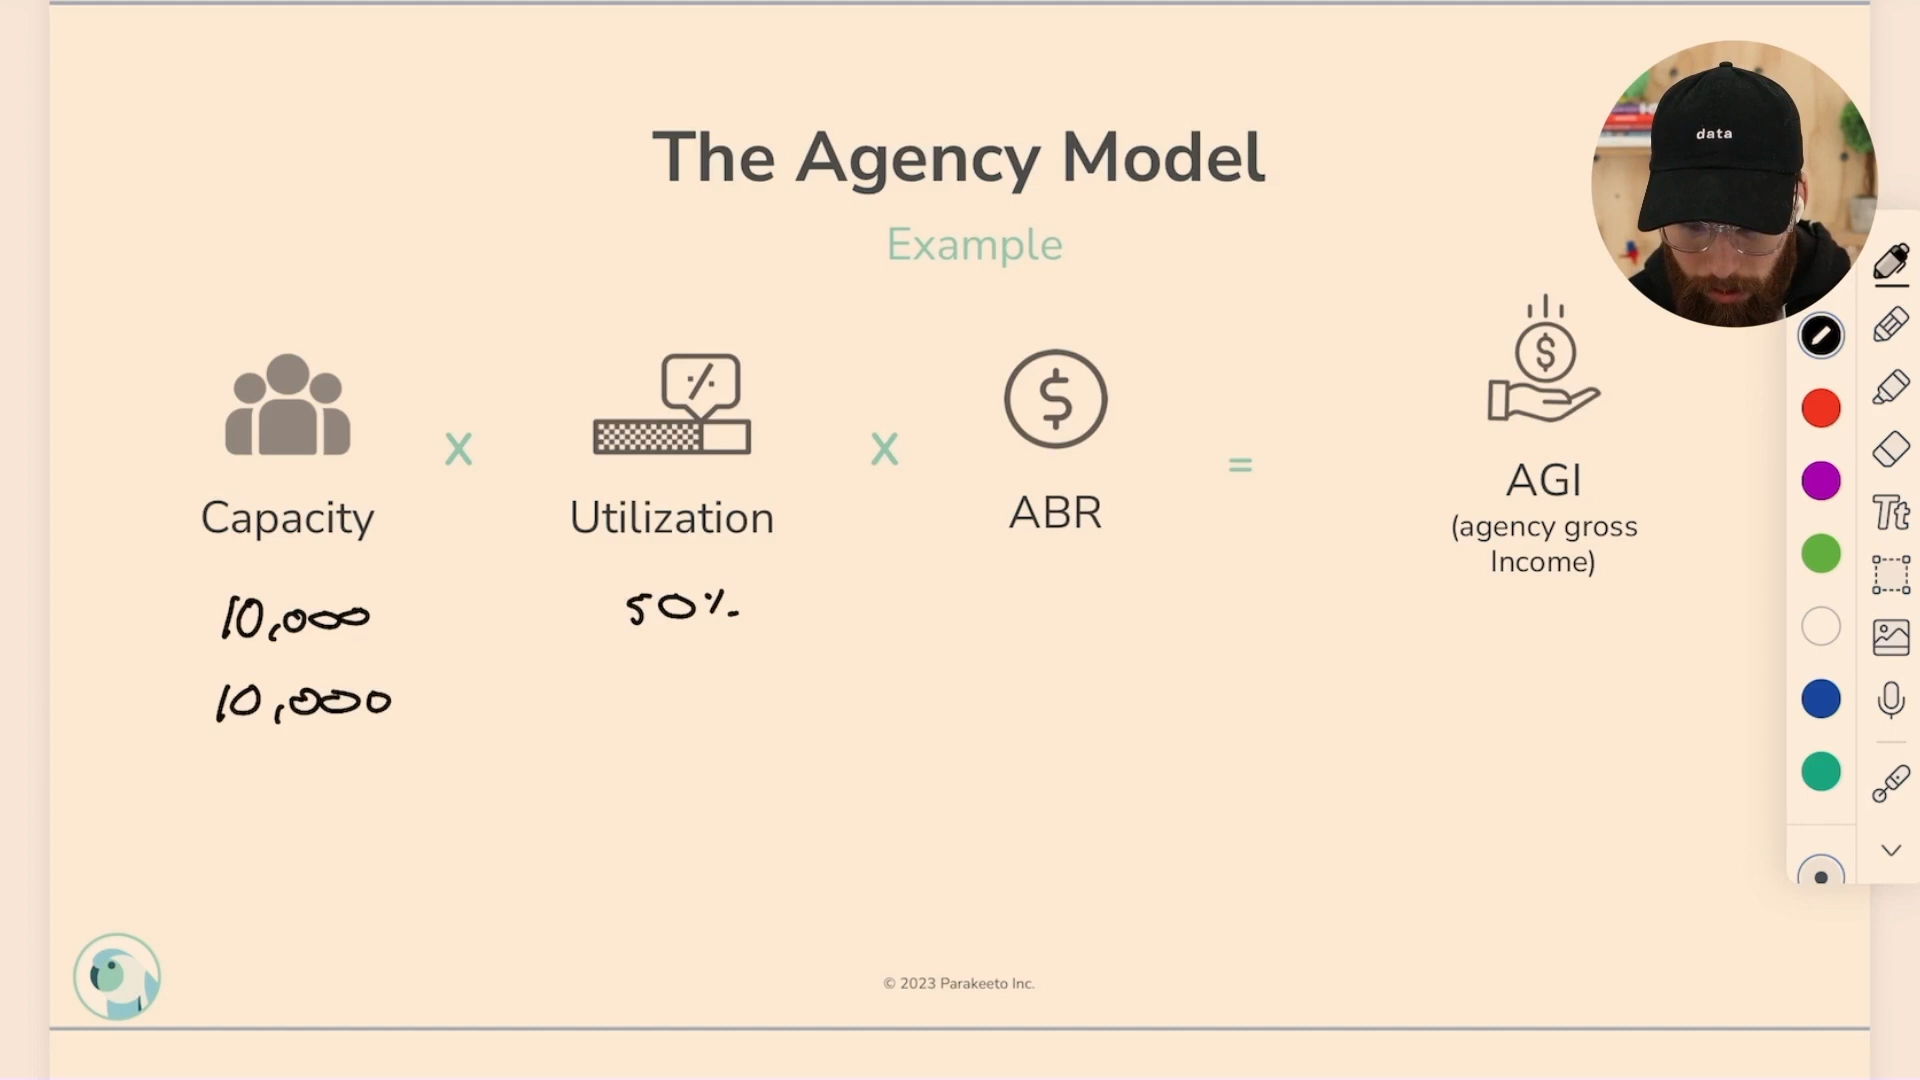 The Agency Model
Example
data
X
X
=
Capacity
Utilization
ABR
AGI
(agency gross
Income)
10,000
50%
10,000
© 2023 Parakeeto Inc.
Tt